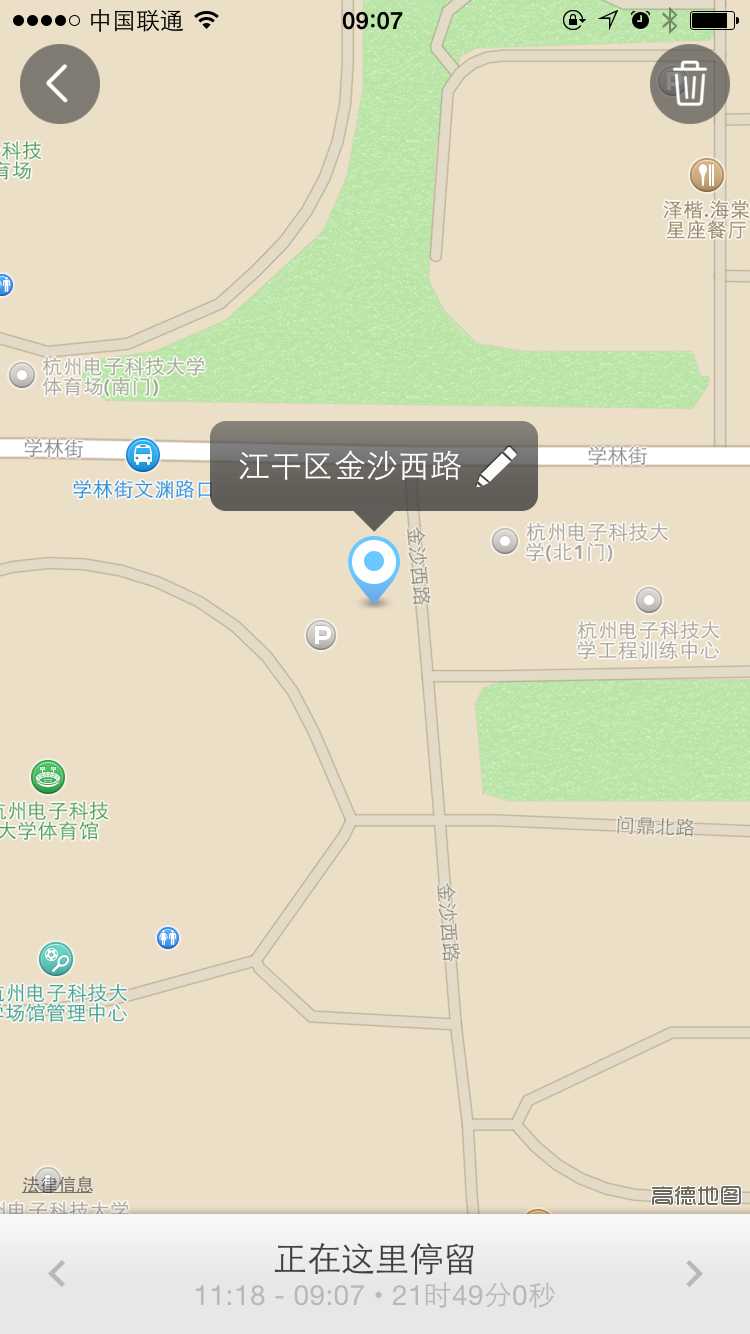 中国联通
09:07
科技
育场
泽楷.海棠
星座餐厅
杭州电子科技大学
体育场(南门)
学林街
学林街
江干区金沙西路
学林街文渊路口
金沙西路
杭州电子科技大
学(北1门)
P
杭州电子科技大
学工程训练中心
杭州电子科技
大学体育馆
问鼎北路
金沙西路
杭州电子科技大
学场馆管理中心
法律信息
高德地图
州电子科技大学
正在这里停留
11:18 - 09:07 • 21时49分0秒